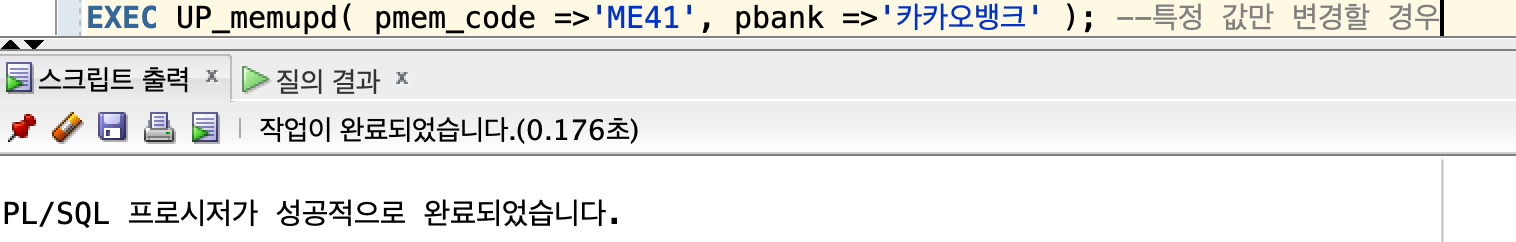 EXEC UP_memupd( pmem_code =>'ME41', pbank =>'카카오뱅크' ); --특정 값만 변경할 경우
스크립트 출력 x 질의 결과 x
작업이 완료되었습니다.(0.176초)
PL/SQL 프로시저가 성공적으로 완료되었습니다.